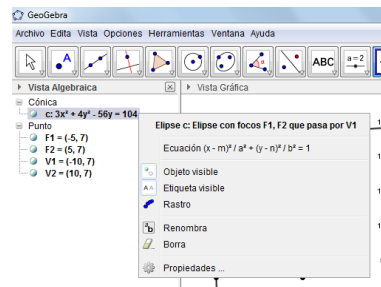 GeoGebra
Archivo Edita Vista Opciones Herramientas Ventana Ayuda
A ABC a=2
Vista Algebraica Vista Gráfica
Cónica
c: 3x² + 4y² - 56y = 104
Punto
F1 = (-5, 7)
F2 = (5, 7)
V1 = (-10, 7)
V2 = (10, 7)
Elipse c: Elipse con focos F1, F2 que pasa por V1
Ecuación (x - m)² / a² + (y - n)² / b² = 1
Objeto visible
AA Etiqueta visible
Rastro
ab Renombra
Borra
Propiedades ...